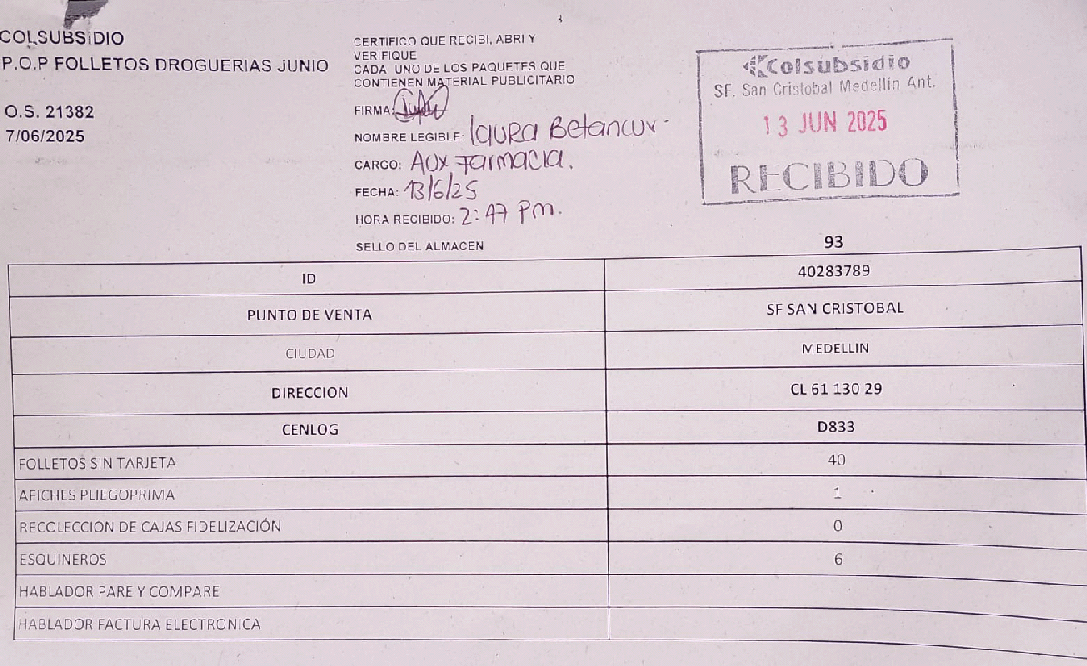 COLSUBSIDIO
P.O.P FOLLETOS DROGUERIAS JUNIO
O.S. 21382
7/06/2025
CERTIFICO QUE RECIBI, ABRI Y
VERIFIQUE
CADA UNO DE LOS PAQUETES QUE
CONTIENEN MATERIAL PUBLICITARIO
FIRMA:
NOMBRE LEGIBLE: Laura Betancur
CARGO: Aux Farmacia.
FECHA: 13/6/25
HORA RECIBIDO: 2:47 Pm.
SELLO DEL ALMACEN
Colsubsidio
SF. San Cristobal Medellin Ant.
13 JUN 2025
RECIBIDO
93
ID 40283789
PUNTO DE VENTA SF SAN CRISTOBAL
CIUDAD MEDELLIN
DIRECCION CL 61 130 29
CENLOG D833
FOLLETOS SIN TARJETA 40
AFICHES PLIEGOPRIMA 1
RECOLECCION DE CAJAS FIDELIZACIÓN 0
ESQUINEROS 6
HABLADOR PARE Y COMPARE
HABLADOR FACTURA ELECTRONICA